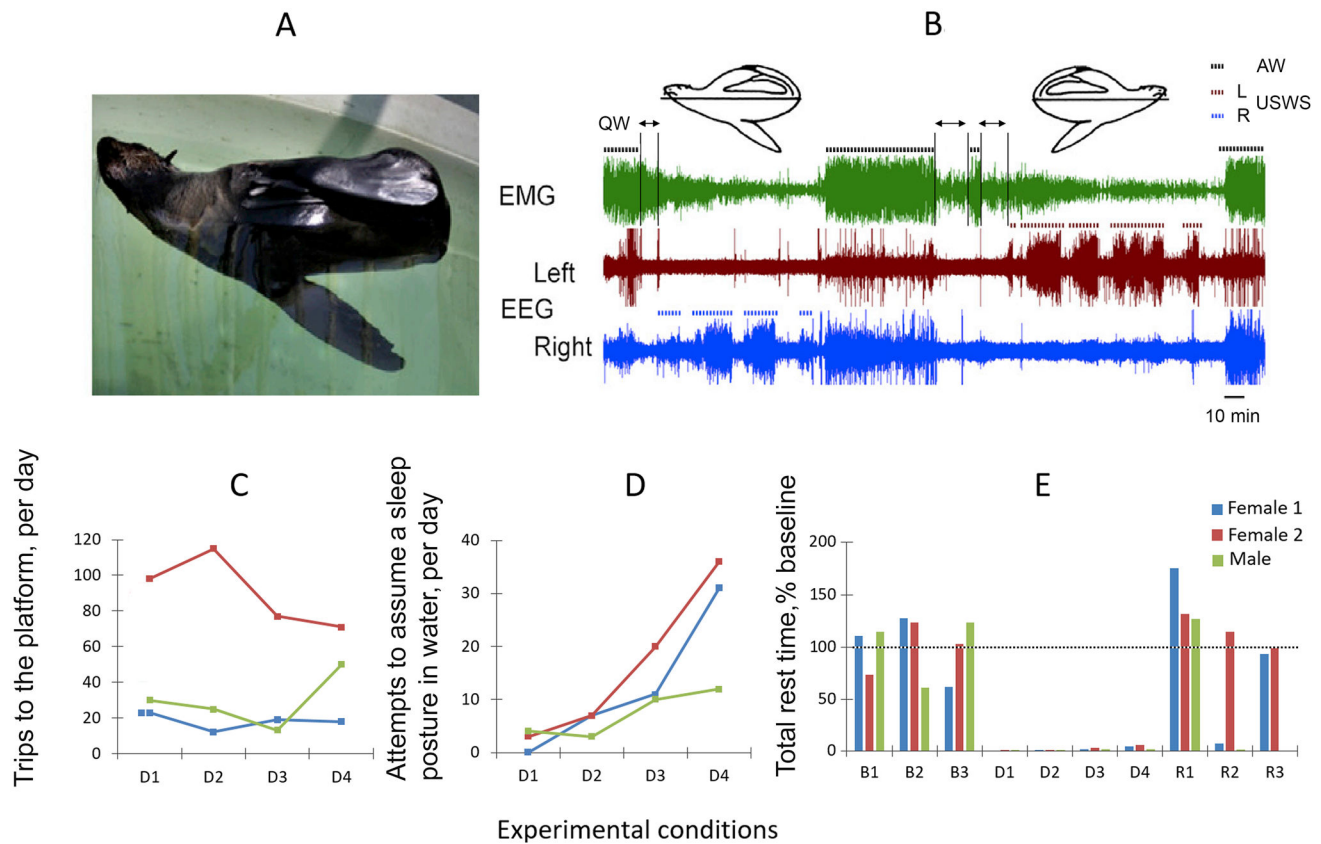 A
B
AW
L
USWS
R
QW
EMG
Left
EEG
Right
10 min
C
Trips to the platform, per day
120
100
80
60
40
20
0
D1
D2
D3
D4
D
Attempts to assume a sleep
posture in water, per day
40
30
20
10
0
D1
D2
D3
D4
E
Female 1
Female 2
Male
Total rest time,% baseline
200
150
100
50
0
B1
B2
B3
D1
D2
D3
D4
R1
R2
R3
Experimental conditions